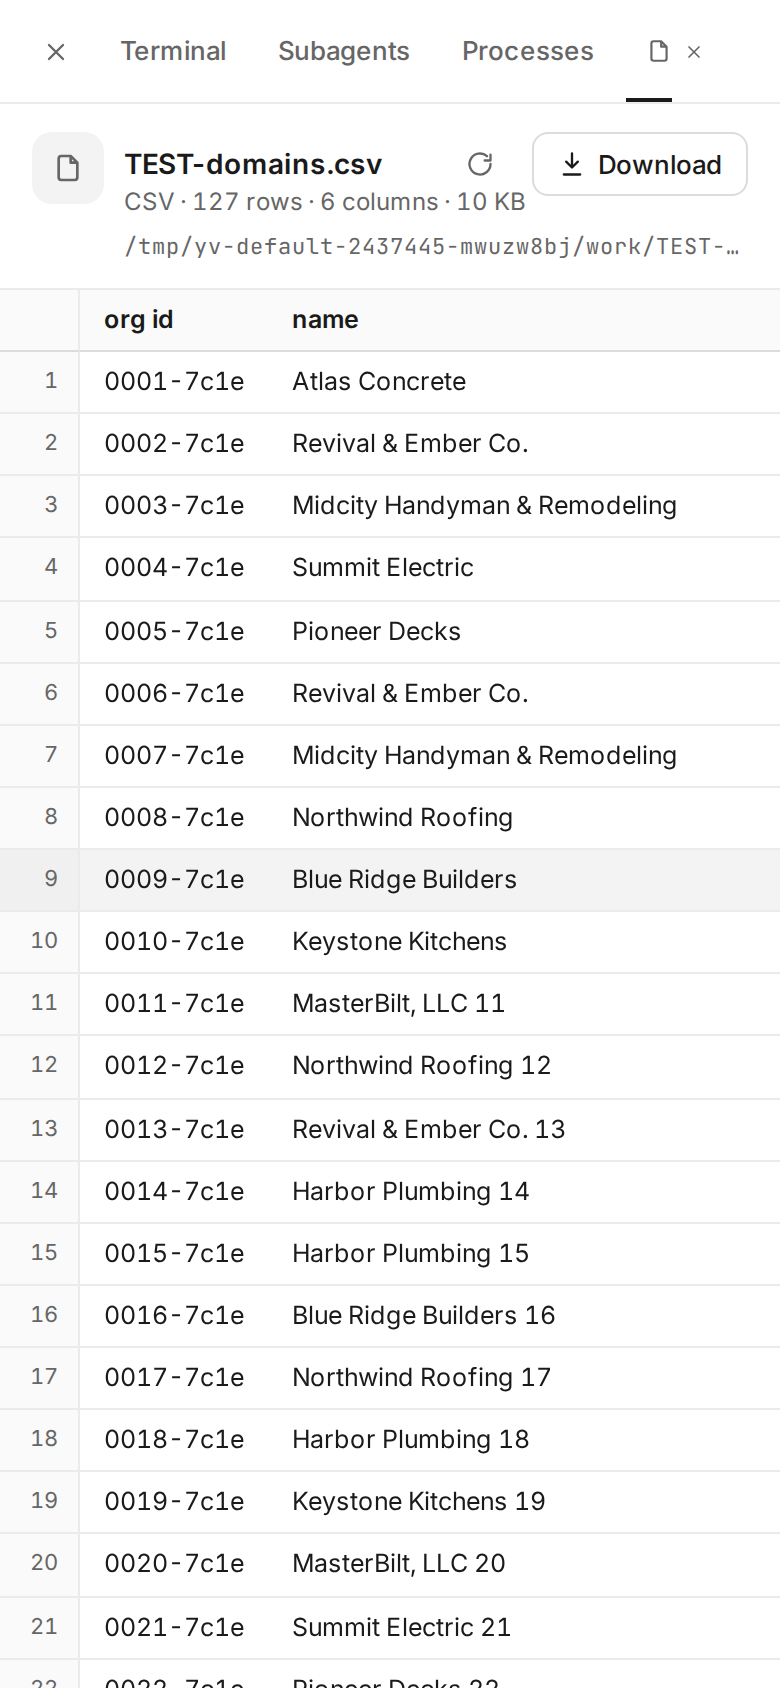 Terminal Subagents Processes
TEST-domains.csv
Download
CSV · 127 rows · 6 columns · 10 KB
/tmp/yv-default-2437445-mwuzw8bj/work/TEST-…
org id name
1 0001-7c1e Atlas Concrete
2 0002-7c1e Revival & Ember Co.
3 0003-7c1e Midcity Handyman & Remodeling
4 0004-7c1e Summit Electric
5 0005-7c1e Pioneer Decks
6 0006-7c1e Revival & Ember Co.
7 0007-7c1e Midcity Handyman & Remodeling
8 0008-7c1e Northwind Roofing
9 0009-7c1e Blue Ridge Builders
10 0010-7c1e Keystone Kitchens
11 0011-7c1e MasterBilt, LLC 11
12 0012-7c1e Northwind Roofing 12
13 0013-7c1e Revival & Ember Co. 13
14 0014-7c1e Harbor Plumbing 14
15 0015-7c1e Harbor Plumbing 15
16 0016-7c1e Blue Ridge Builders 16
17 0017-7c1e Northwind Roofing 17
18 0018-7c1e Harbor Plumbing 18
19 0019-7c1e Keystone Kitchens 19
20 0020-7c1e MasterBilt, LLC 20
21 0021-7c1e Summit Electric 21
22 0022-7c1e Pioneer Decks 22